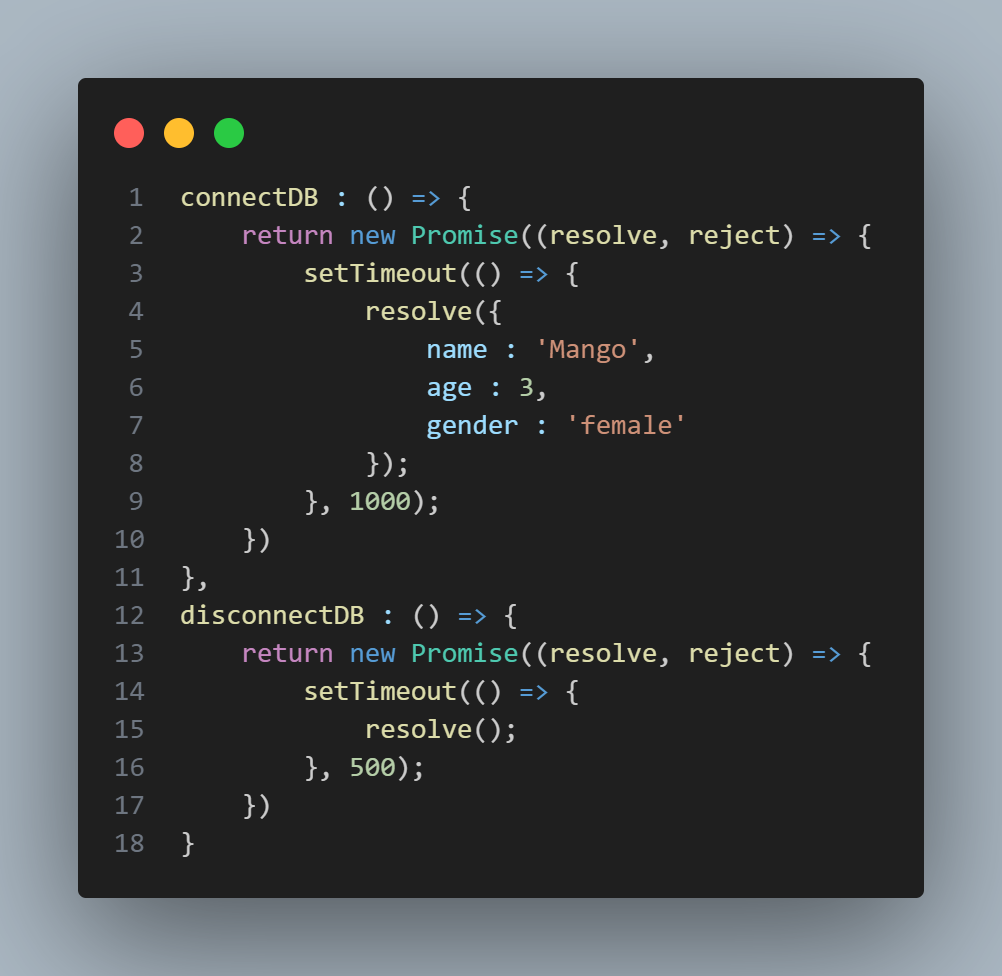 1 connectDB : () => {
2     return new Promise((resolve, reject) => {
3         setTimeout(() => {
4             resolve({
5                 name : 'Mango',
6                 age : 3,
7                 gender : 'female'
8             });
9         }, 1000);
10     })
11 },
12 disconnectDB : () => {
13     return new Promise((resolve, reject) => {
14         setTimeout(() => {
15             resolve();
16         }, 500);
17     })
18 }